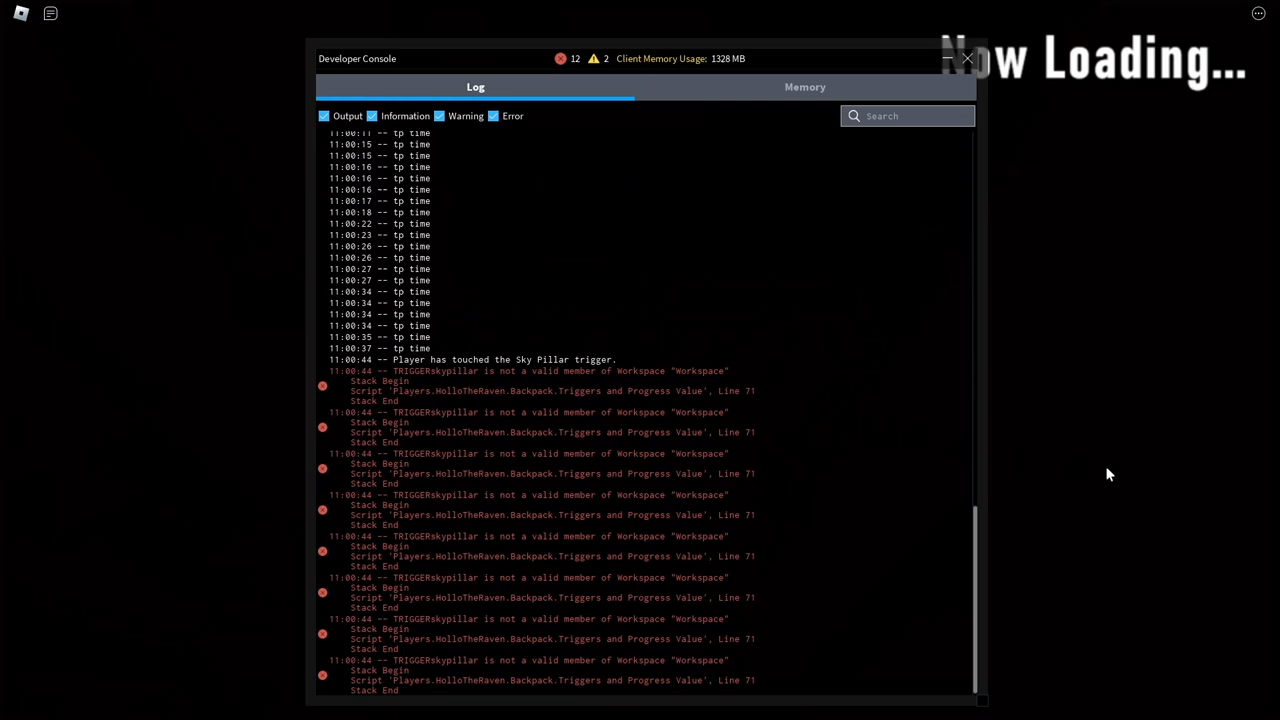 Now Loading...
Developer Console
12
2
Client Memory Usage: 1328 MB
Log
Memory
Output
Information
Warning
Error
Search
11:00:11 -- tp time
11:00:15 -- tp time
11:00:15 -- tp time
11:00:16 -- tp time
11:00:16 -- tp time
11:00:16 -- tp time
11:00:17 -- tp time
11:00:18 -- tp time
11:00:22 -- tp time
11:00:23 -- tp time
11:00:26 -- tp time
11:00:26 -- tp time
11:00:27 -- tp time
11:00:27 -- tp time
11:00:34 -- tp time
11:00:34 -- tp time
11:00:34 -- tp time
11:00:34 -- tp time
11:00:35 -- tp time
11:00:37 -- tp time
11:00:44 -- Player has touched the Sky Pillar trigger.
11:00:44 -- TRIGGERskypillar is not a valid member of Workspace "Workspace"
Stack Begin
Script 'Players.HolloTheRaven.Backpack.Triggers and Progress Value', Line 71
Stack End
11:00:44 -- TRIGGERskypillar is not a valid member of Workspace "Workspace"
Stack Begin
Script 'Players.HolloTheRaven.Backpack.Triggers and Progress Value', Line 71
Stack End
11:00:44 -- TRIGGERskypillar is not a valid member of Workspace "Workspace"
Stack Begin
Script 'Players.HolloTheRaven.Backpack.Triggers and Progress Value', Line 71
Stack End
11:00:44 -- TRIGGERskypillar is not a valid member of Workspace "Workspace"
Stack Begin
Script 'Players.HolloTheRaven.Backpack.Triggers and Progress Value', Line 71
Stack End
11:00:44 -- TRIGGERskypillar is not a valid member of Workspace "Workspace"
Stack Begin
Script 'Players.HolloTheRaven.Backpack.Triggers and Progress Value', Line 71
Stack End
11:00:44 -- TRIGGERskypillar is not a valid member of Workspace "Workspace"
Stack Begin
Script 'Players.HolloTheRaven.Backpack.Triggers and Progress Value', Line 71
Stack End
11:00:44 -- TRIGGERskypillar is not a valid member of Workspace "Workspace"
Stack Begin
Script 'Players.HolloTheRaven.Backpack.Triggers and Progress Value', Line 71
Stack End
11:00:44 -- TRIGGERskypillar is not a valid member of Workspace "Workspace"
Stack Begin
Script 'Players.HolloTheRaven.Backpack.Triggers and Progress Value', Line 71
Stack End